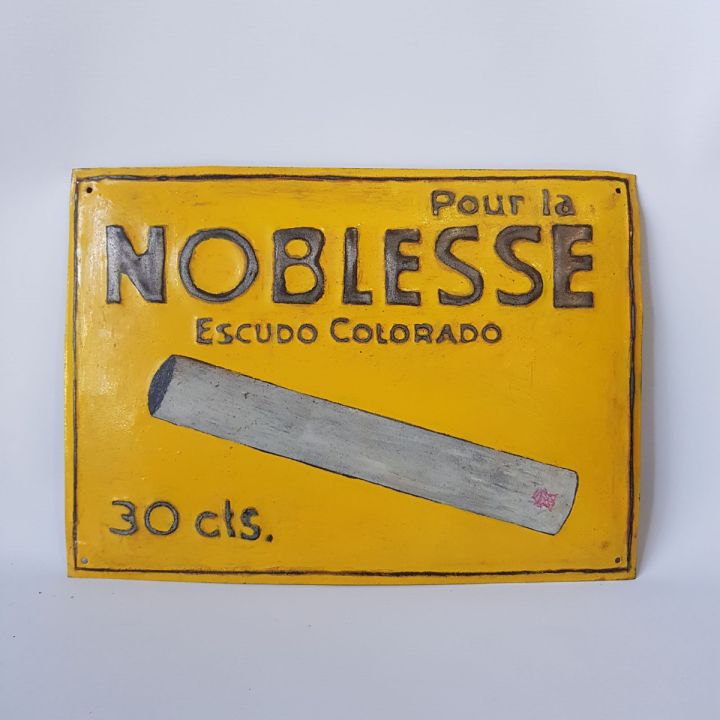 Pour la
NOBLESSE
ESCUDO COLORADO
30 cts.